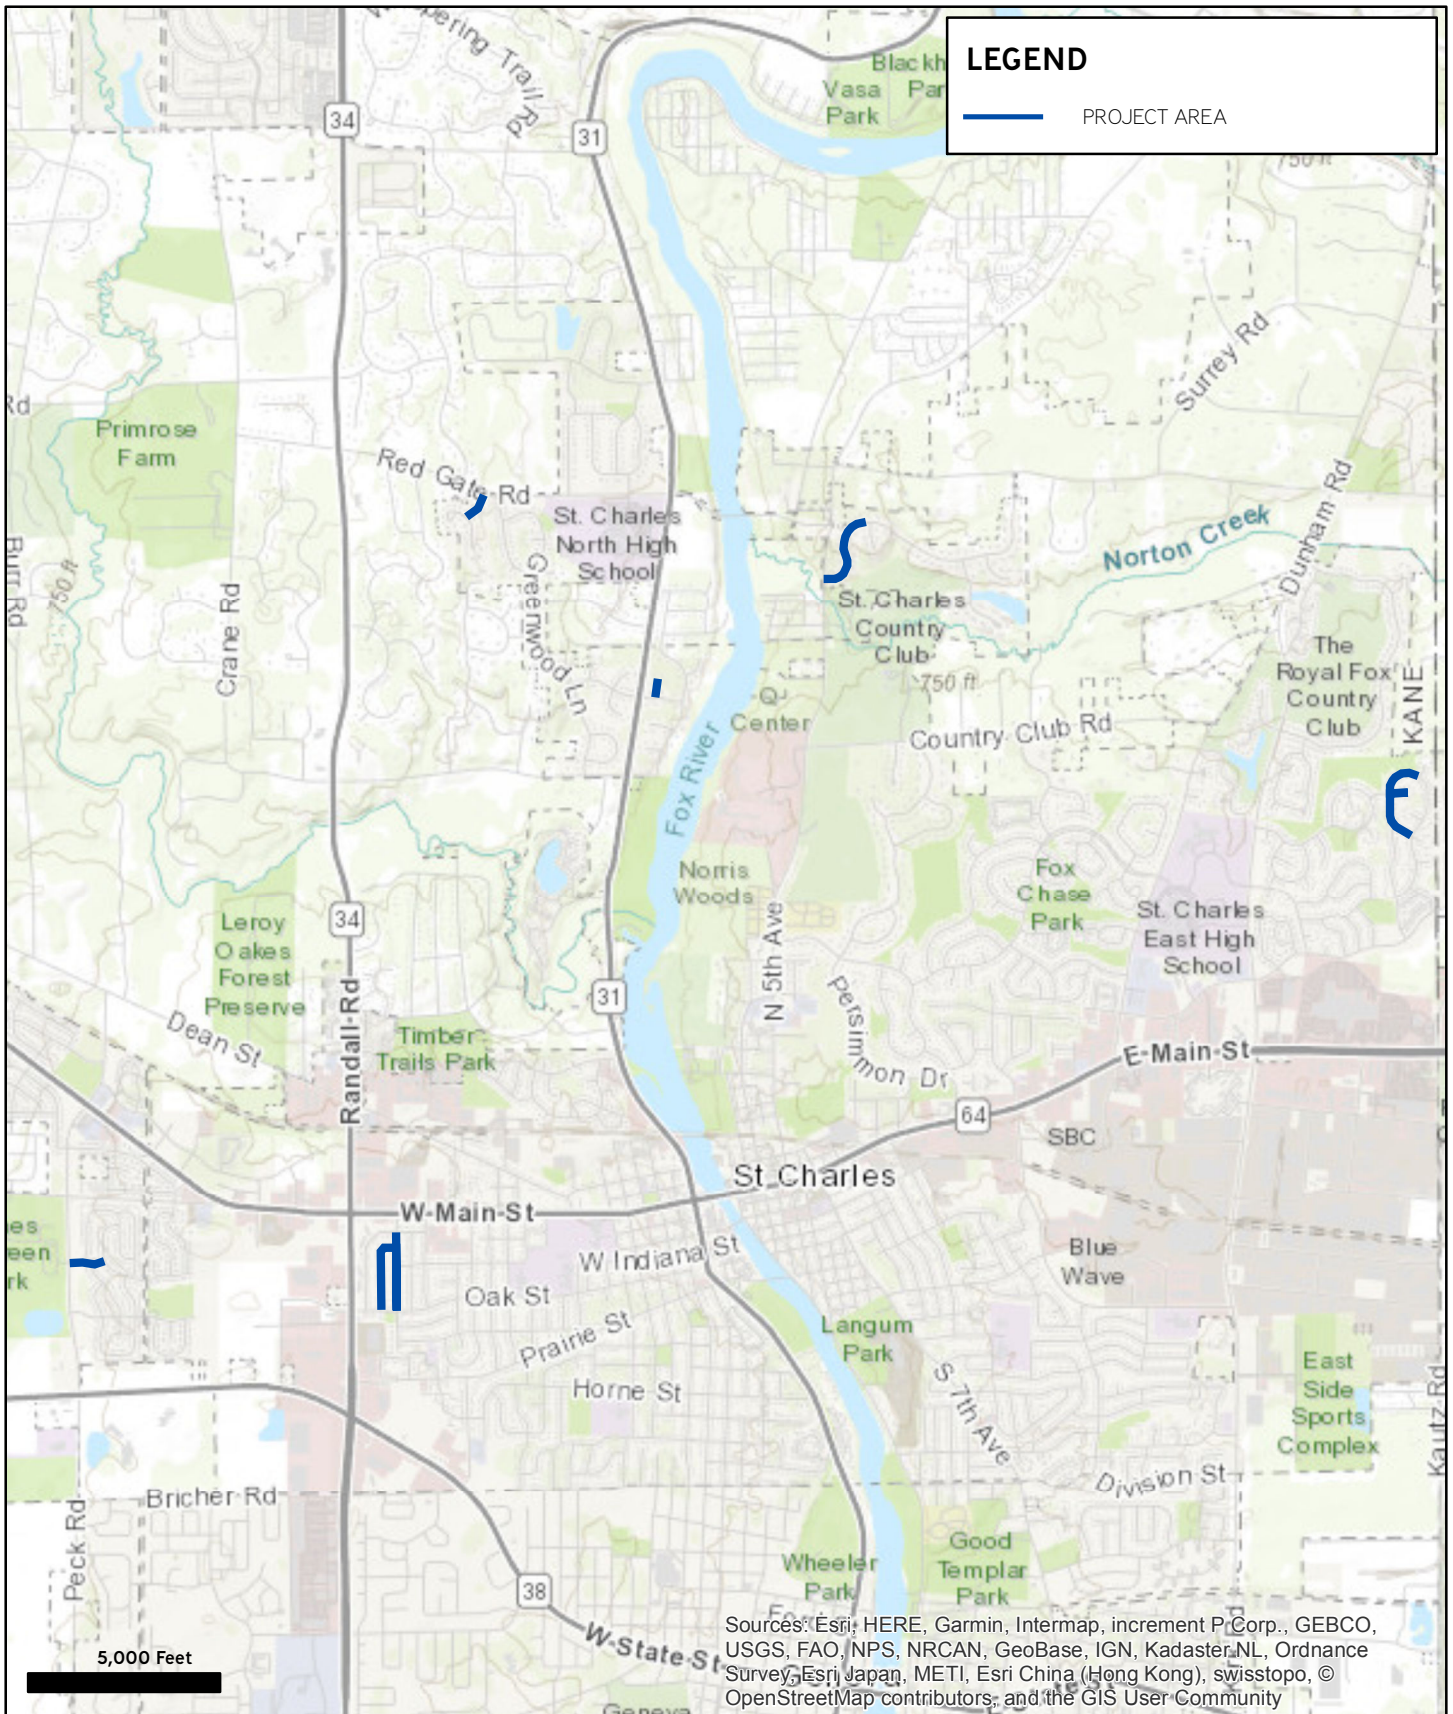 LEGEND
PROJECT AREA
Trail Rd
34
31
Vasa
Park
750 ft
Surrey Rd
Rd
Primrose
Farm
Red Gate Rd
St. Charles
North High
School
Norton Creek
Dunham Rd
Burr Rd
750 ft
Crane Rd
Greenwood Ln
St. Charles
Country
Club
750 ft
The
Royal Fox
Country
Club
KANE
Q
Center
Country Club Rd
Fox River
Norris
Woods
Fox
Chase
Park
St. Charles
East High
School
Leroy
Oakes
Forest
Preserve
34
31
N 5th Ave
Persimmon Dr
Dean St
Randall Rd
Timber
Trails Park
E Main St
64
SBC
St Charles
W Main St
W Indiana St
Blue
Wave
Oak St
Prairie St
Langum
Park
Horne St
S 7th Ave
East
Side
Sports
Complex
Kautz Rd
Division St
Bricher Rd
Peck Rd
Wheeler
Park
Good
Templar
Park
38
W State St
5,000 Feet
Sources: Esri, HERE, Garmin, Intermap, increment P Corp., GEBCO,
USGS, FAO, NPS, NRCAN, GeoBase, IGN, Kadaster NL, Ordnance
Survey, Esri Japan, METI, Esri China (Hong Kong), swisstopo, ©
OpenStreetMap contributors, and the GIS User Community